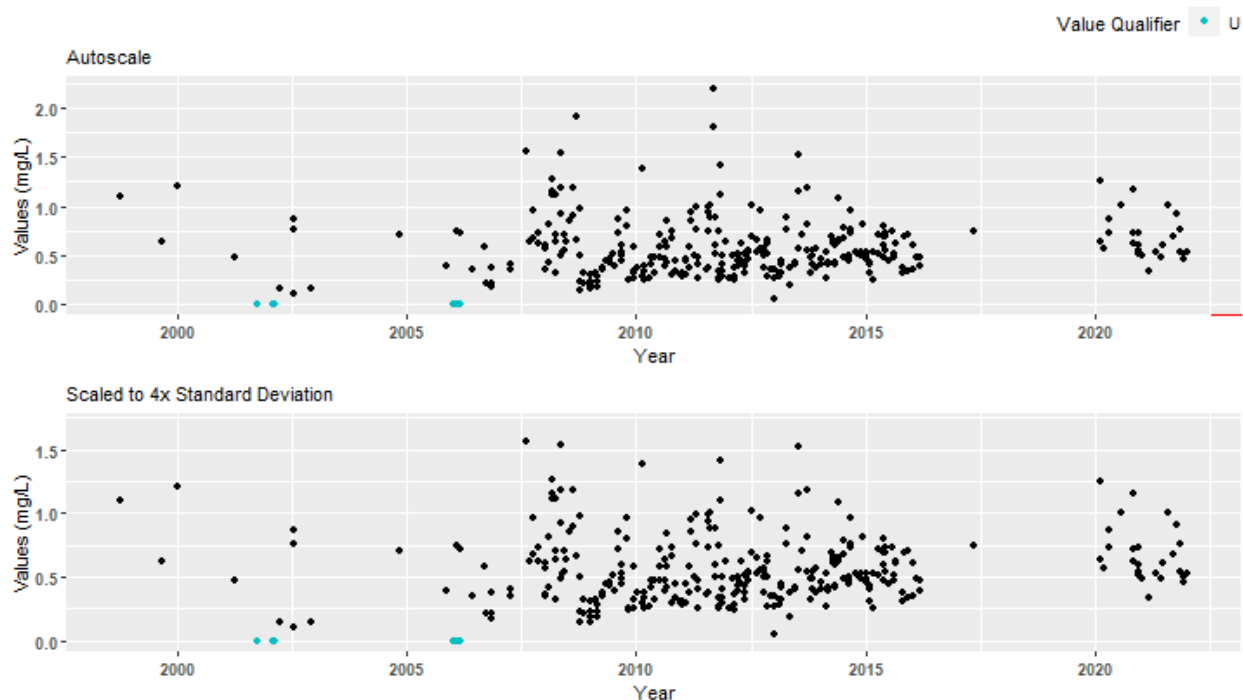 Value Qualifier U
Autoscale
2.0
1.5
1.0
0.5
0.0
Values (mg/L)
2000 2005 2010 2015 2020
Year
Scaled to 4x Standard Deviation
1.5
1.0
0.5
0.0
Values (mg/L)
2000 2005 2010 2015 2020
Year